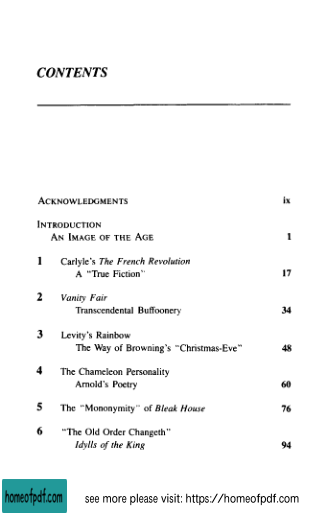 CONTENTS
ACKNOWLEDGMENTS ix
INTRODUCTION
AN IMAGE OF THE AGE 1
1 Carlyle's The French Revolution
A "True Fiction" 17
2 Vanity Fair
Transcendental Buffoonery 34
3 Levity's Rainbow
The Way of Browning's "Christmas-Eve" 48
4 The Chameleon Personality
Arnold's Poetry 60
5 The "Mononymity" of Bleak House 76
6 "The Old Order Changeth"
Idylls of the King 94
homeofpdf.com
see more please visit: https://homeofpdf.com